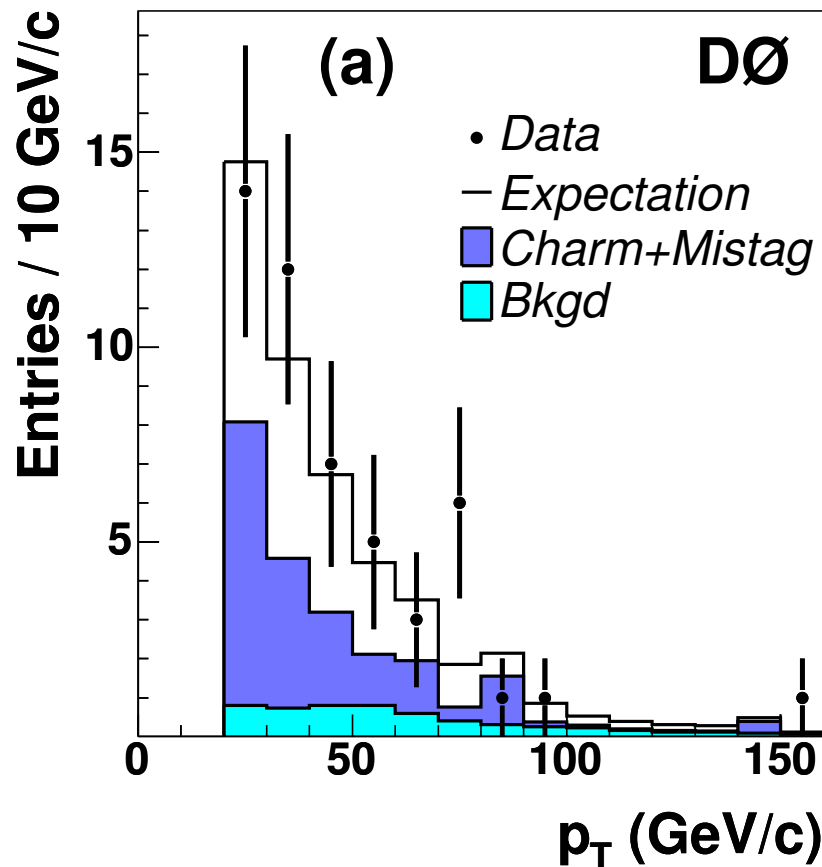 (a) DØ
Data
Expectation
Charm+Mistag
Bkgd
Entries / 10 GeV/c
15
10
5
0 50 100 150
p_T (GeV/c)